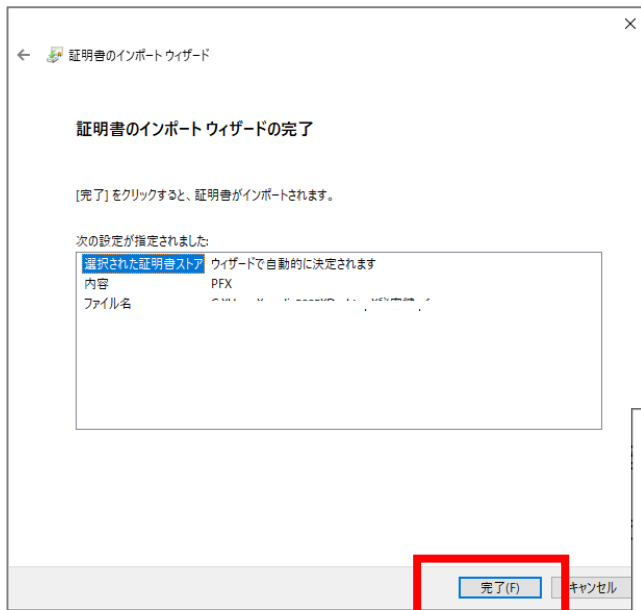 証明書のインポート ウィザード
証明書のインポート ウィザードの完了
[完了] をクリックすると、証明書がインポートされます。
次の設定が指定されました:
選択された証明書ストア ウィザードで自動的に決定されます
内容 PFX
ファイル名
完了(F) キャンセル